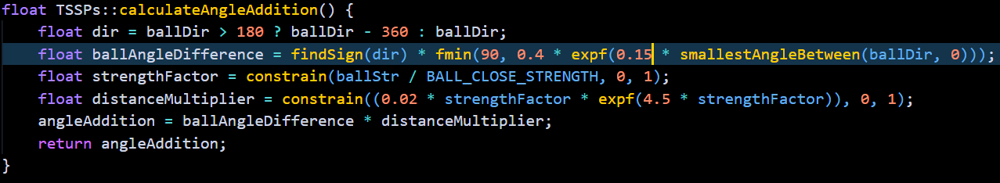 float TSSPs::calculateAngleAddition() {
    float dir = ballDir > 180 ? ballDir - 360 : ballDir;
    float ballAngleDifference = findSign(dir) * fmin(90, 0.4 * expf(0.15 * smallestAngleBetween(ballDir, 0)));
    float strengthFactor = constrain(ballStr / BALL_CLOSE_STRENGTH, 0, 1);
    float distanceMultiplier = constrain((0.02 * strengthFactor * expf(4.5 * strengthFactor)), 0, 1);
    angleAddition = ballAngleDifference * distanceMultiplier;
    return angleAddition;
}